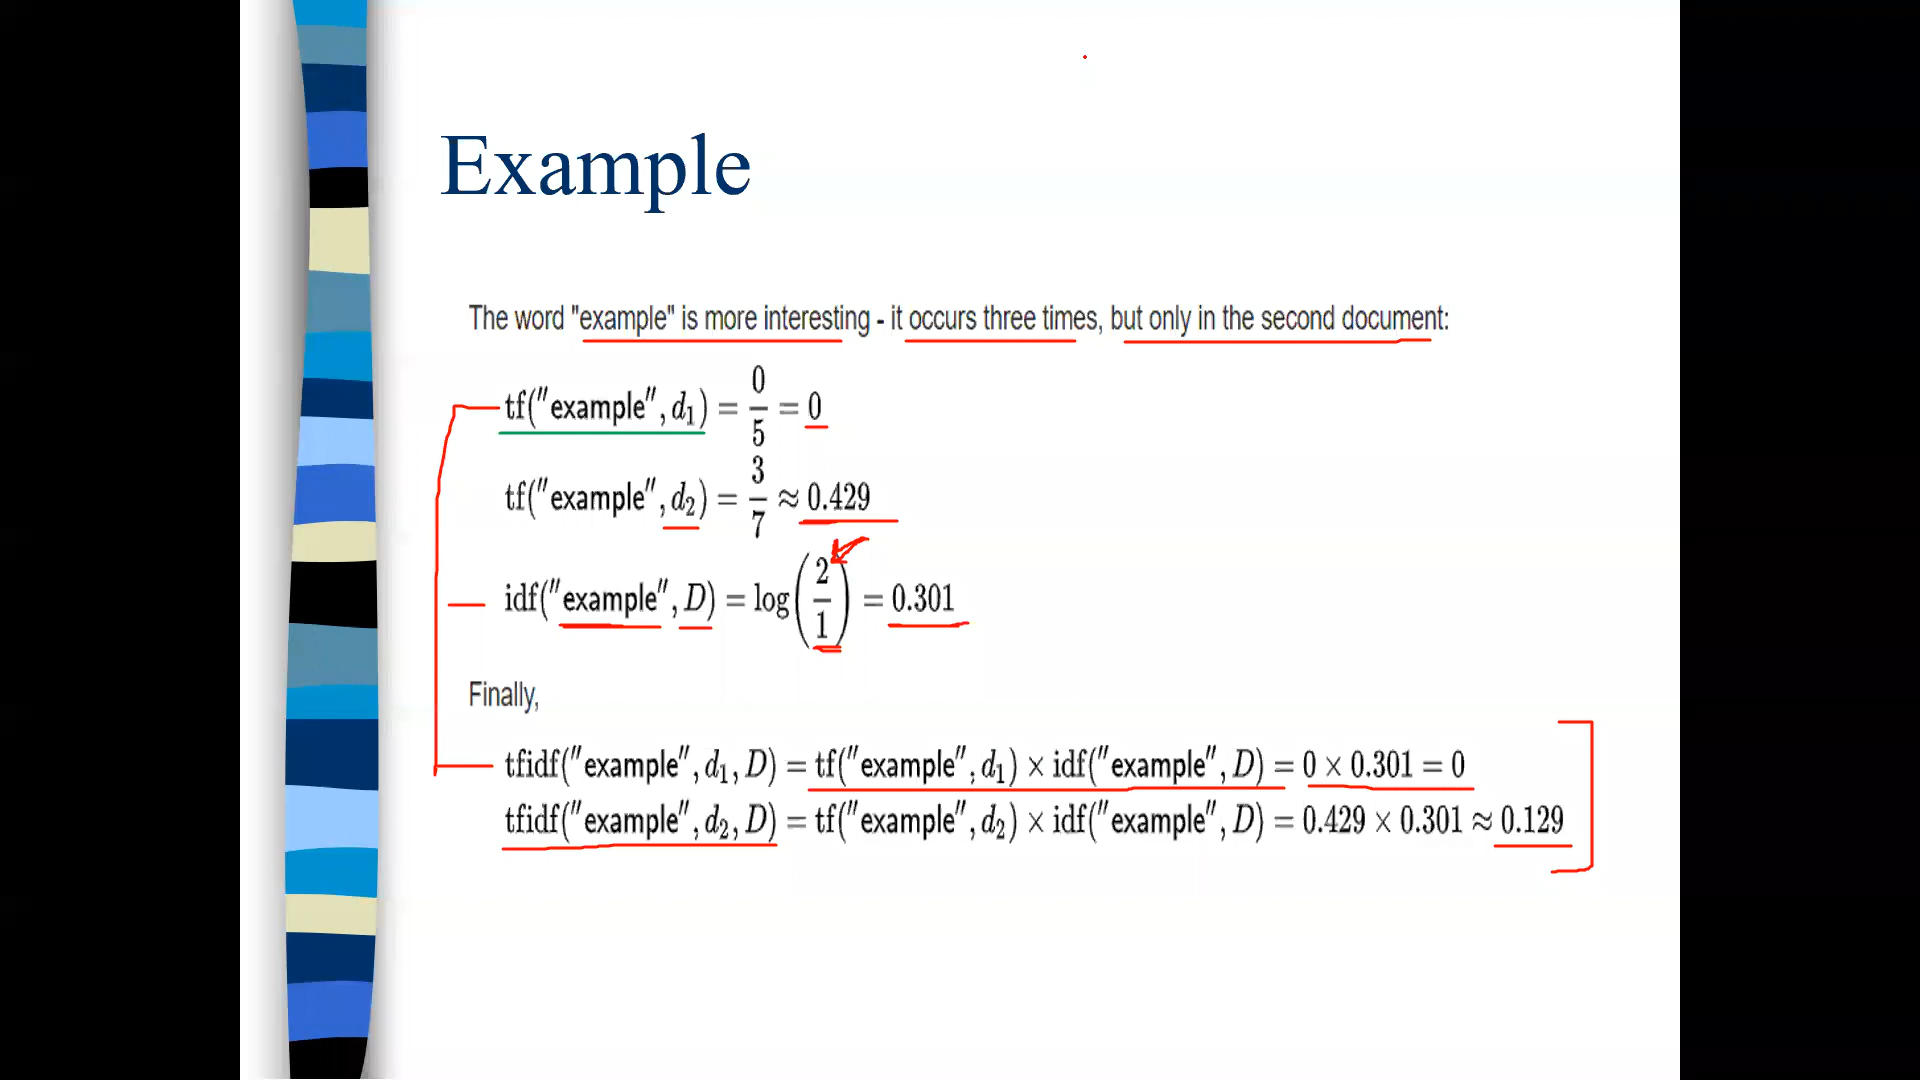 Example
The word "example" is more interesting - it occurs three times, but only in the second document:
tf("example", d₁) = 0/5 = 0
tf("example", d₂) = 3/7 ≈ 0.429
idf("example", D) = log(2/1) = 0.301
Finally,
tfidf("example", d₁, D) = tf("example", d₁) × idf("example", D) = 0 × 0.301 = 0
tfidf("example", d₂, D) = tf("example", d₂) × idf("example", D) = 0.429 × 0.301 ≈ 0.129